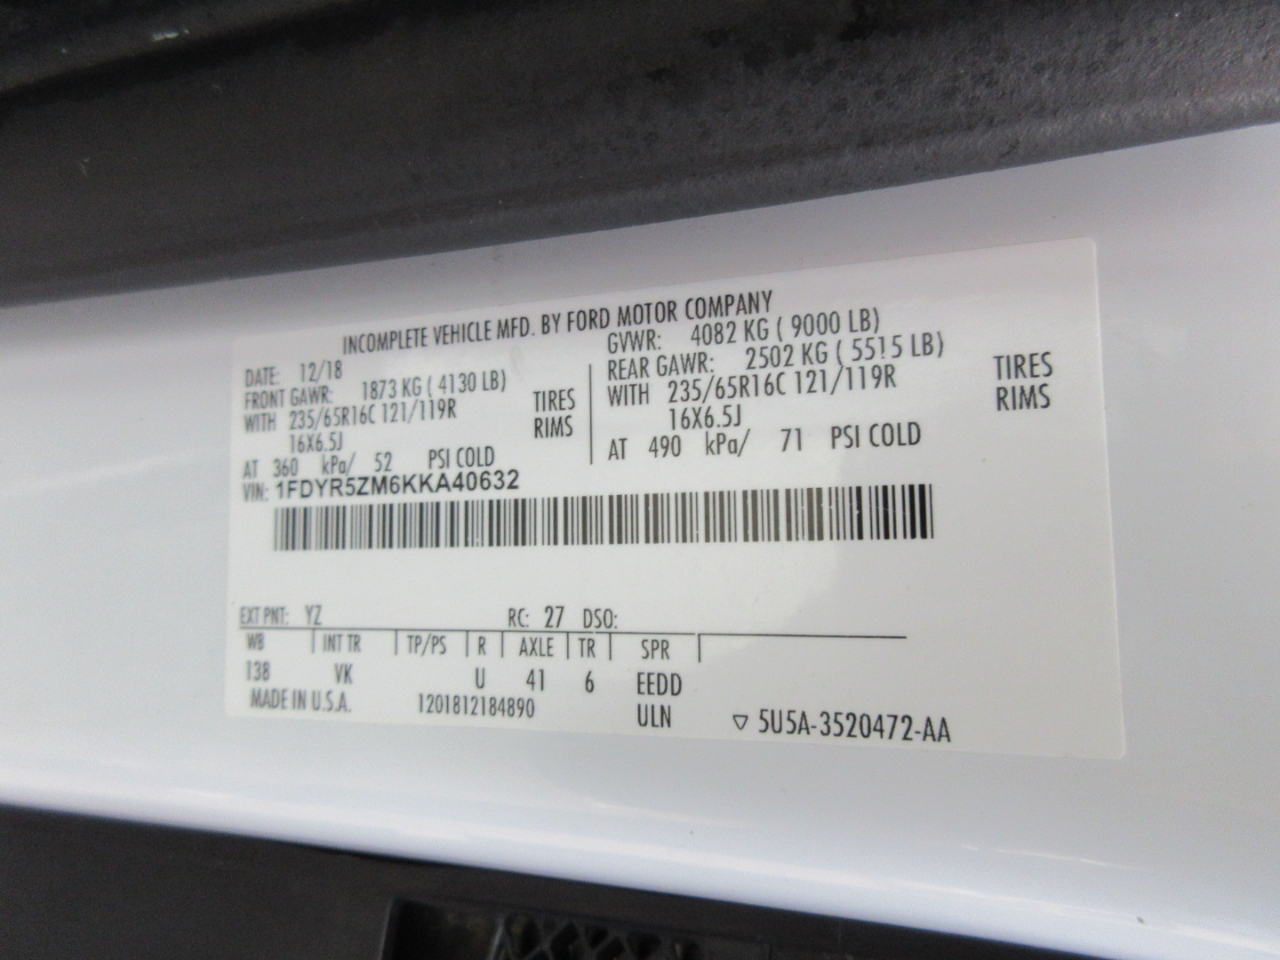 INCOMPLETE VEHICLE MFD. BY FORD MOTOR COMPANY
DATE: 12/18
FRONT GAWR: 1873 KG ( 4130 LB)
WITH 235/65R16C 121/119R TIRES
16X6.5J RIMS
AT 360 kPa/ 52 PSI COLD
GVWR: 4082 KG ( 9000 LB)
REAR GAWR: 2502 KG ( 5515 LB)
WITH 235/65R16C 121/119R TIRES
16X6.5J RIMS
AT 490 kPa/ 71 PSI COLD
VIN: 1FDYR5ZM6KKA40632
EXT PNT: YZ RC: 27 DSO:
WB INT TR TP/PS R AXLE TR SPR
138 VK U 41 6 EEDD
MADE IN U.S.A. 1201812184890 ULN ▽ 5U5A-3520472-AA